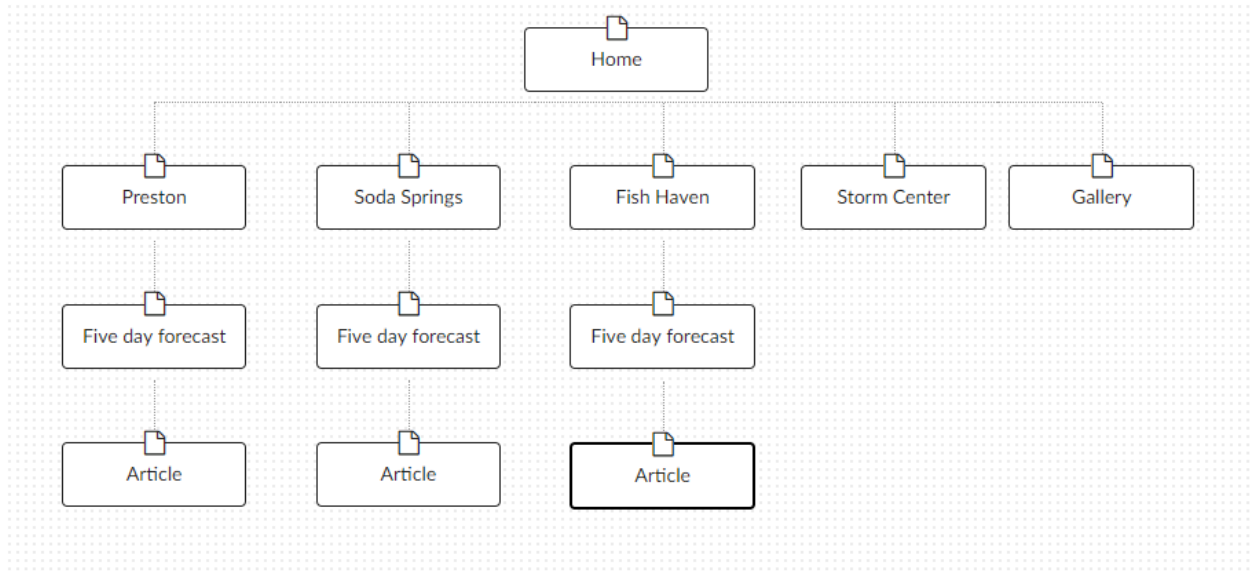 Home
Preston
Soda Springs
Fish Haven
Storm Center
Gallery
Five day forecast
Five day forecast
Five day forecast
Article
Article
Article